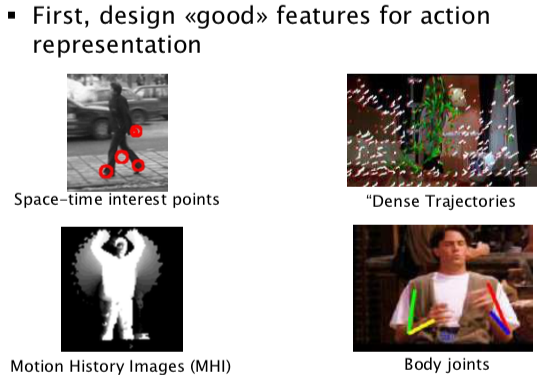 ▪ First, design «good» features for action
representation
Space-time interest points
“Dense Trajectories
Motion History Images (MHI)
Body joints